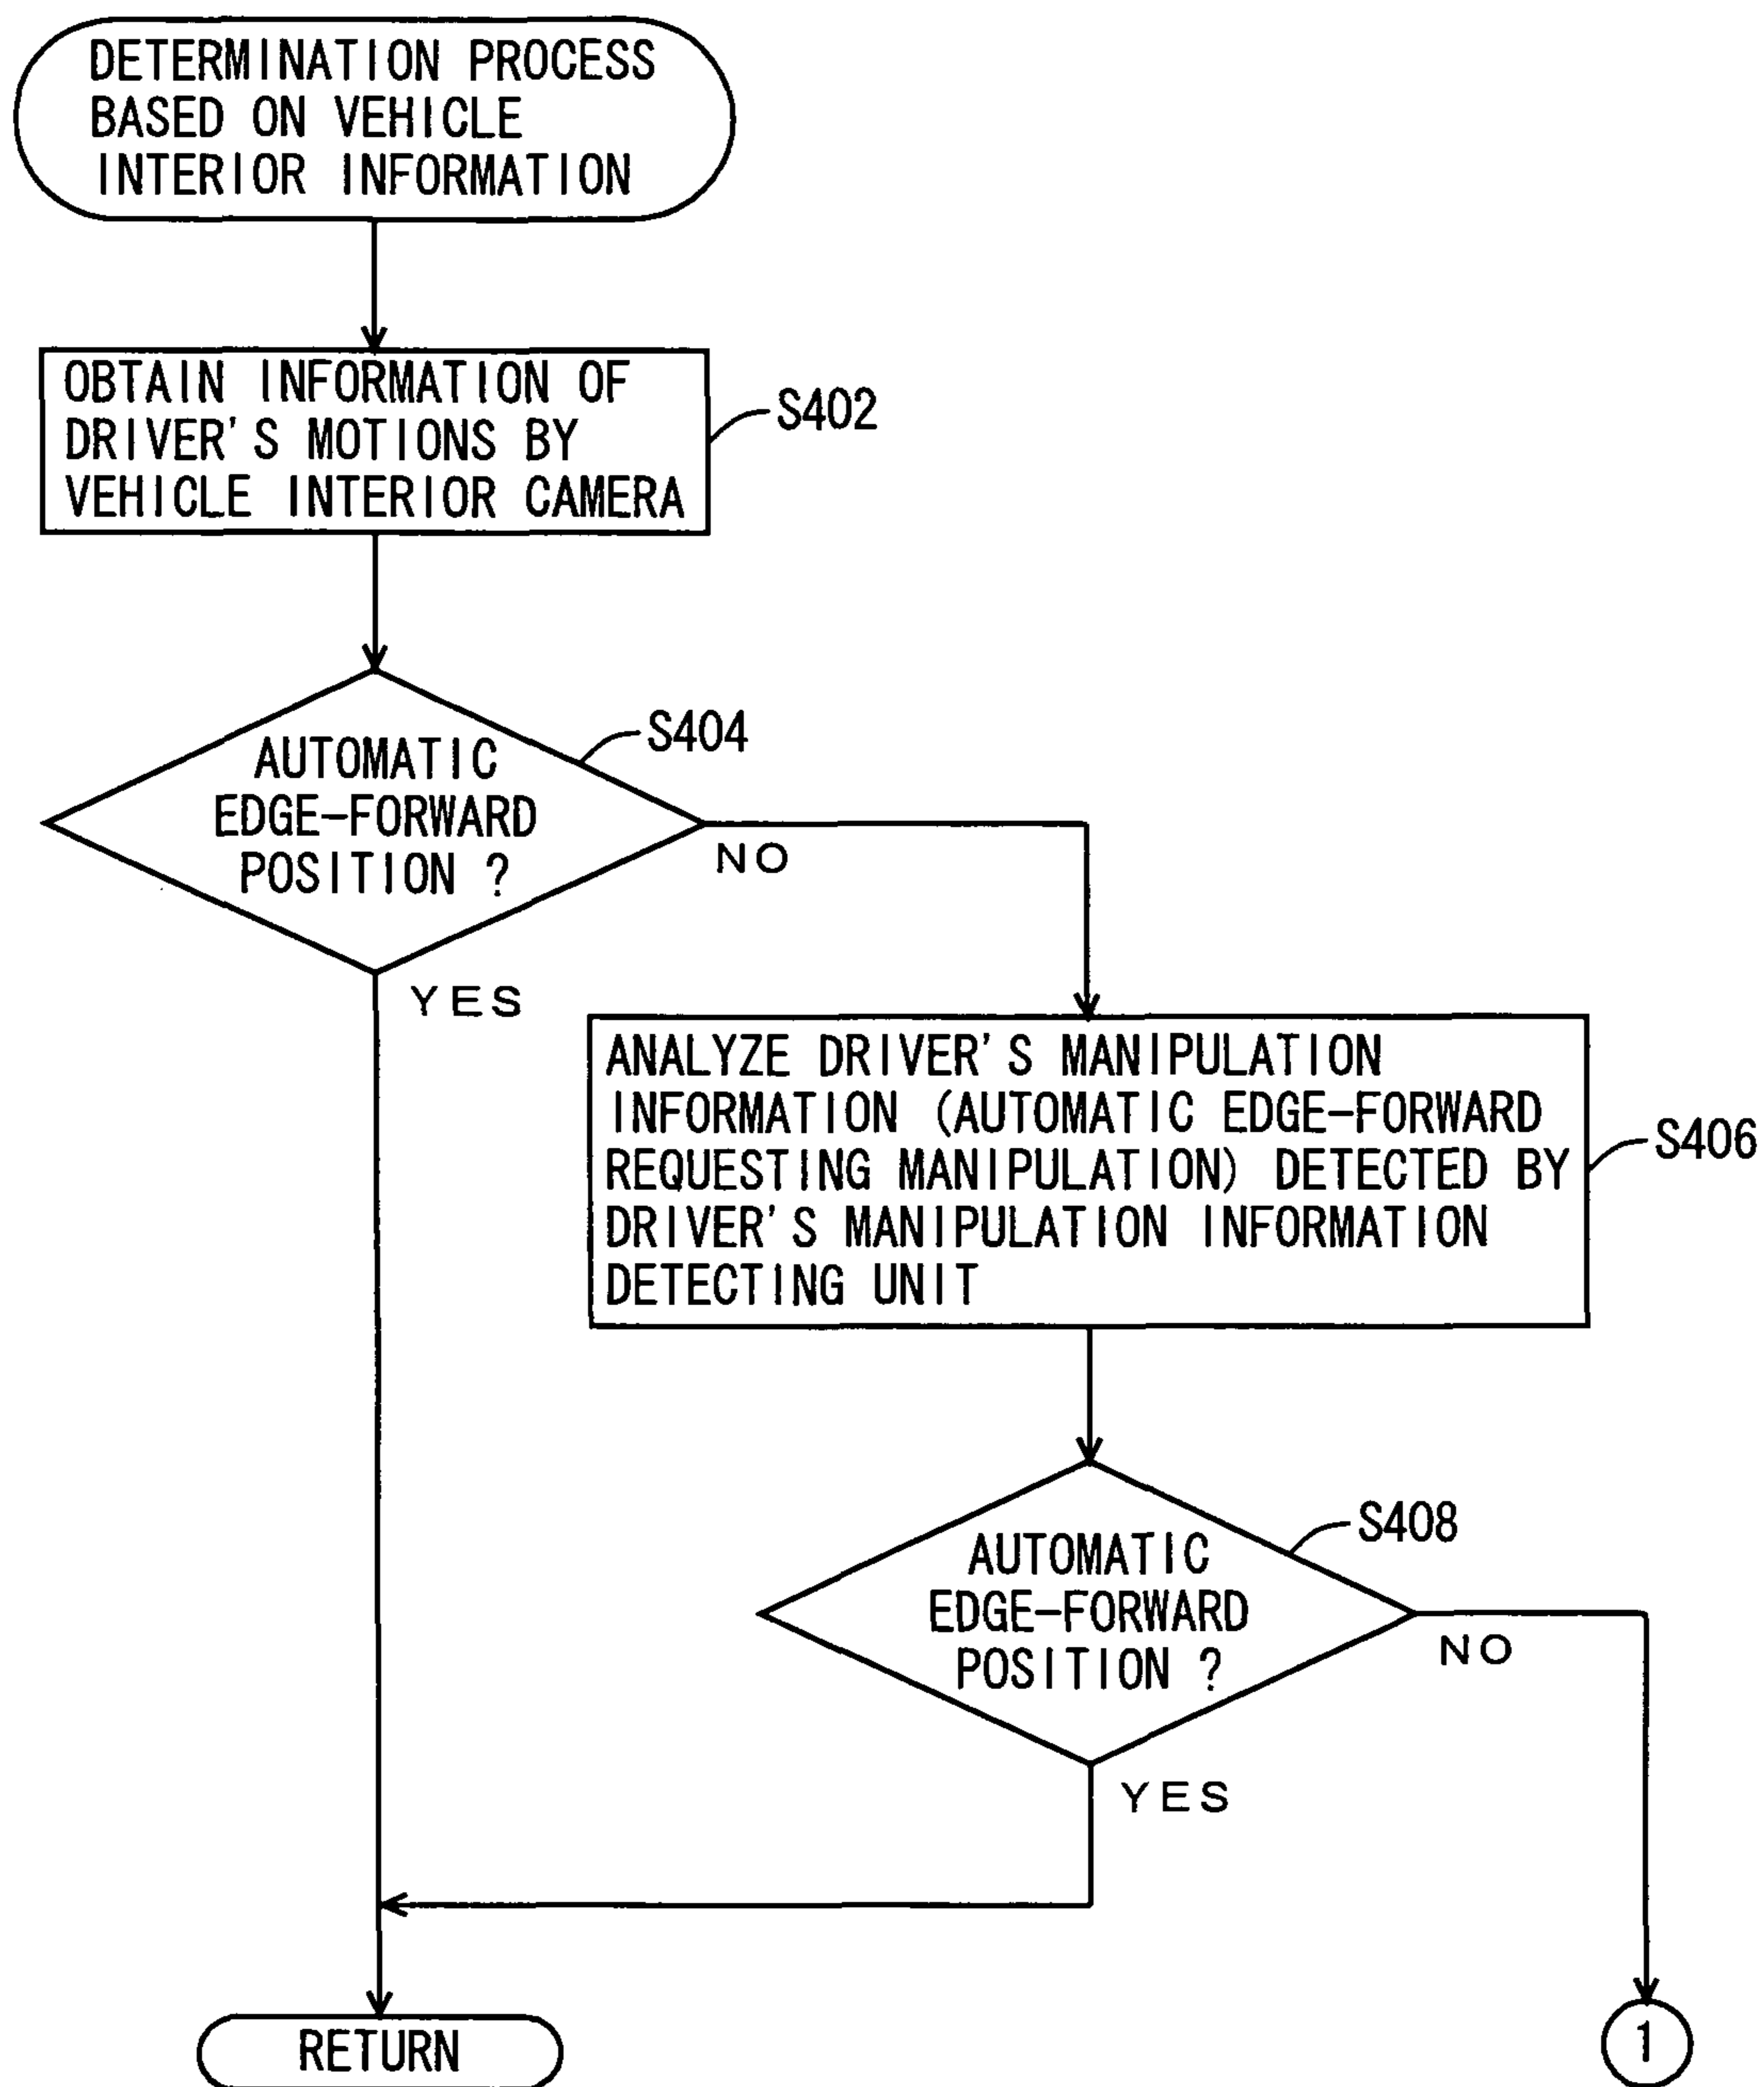 DETERMINATION PROCESS
BASED ON VEHICLE
INTERIOR INFORMATION
OBTAIN INFORMATION OF
DRIVER'S MOTIONS BY
VEHICLE INTERIOR CAMERA
S402
S404
AUTOMATIC
EDGE-FORWARD
POSITION ?
NO
YES
ANALYZE DRIVER'S MANIPULATION
INFORMATION (AUTOMATIC EDGE-FORWARD
REQUESTING MANIPULATION) DETECTED BY
DRIVER'S MANIPULATION INFORMATION
DETECTING UNIT
S406
S408
AUTOMATIC
EDGE-FORWARD
POSITION ?
NO
YES
RETURN
1